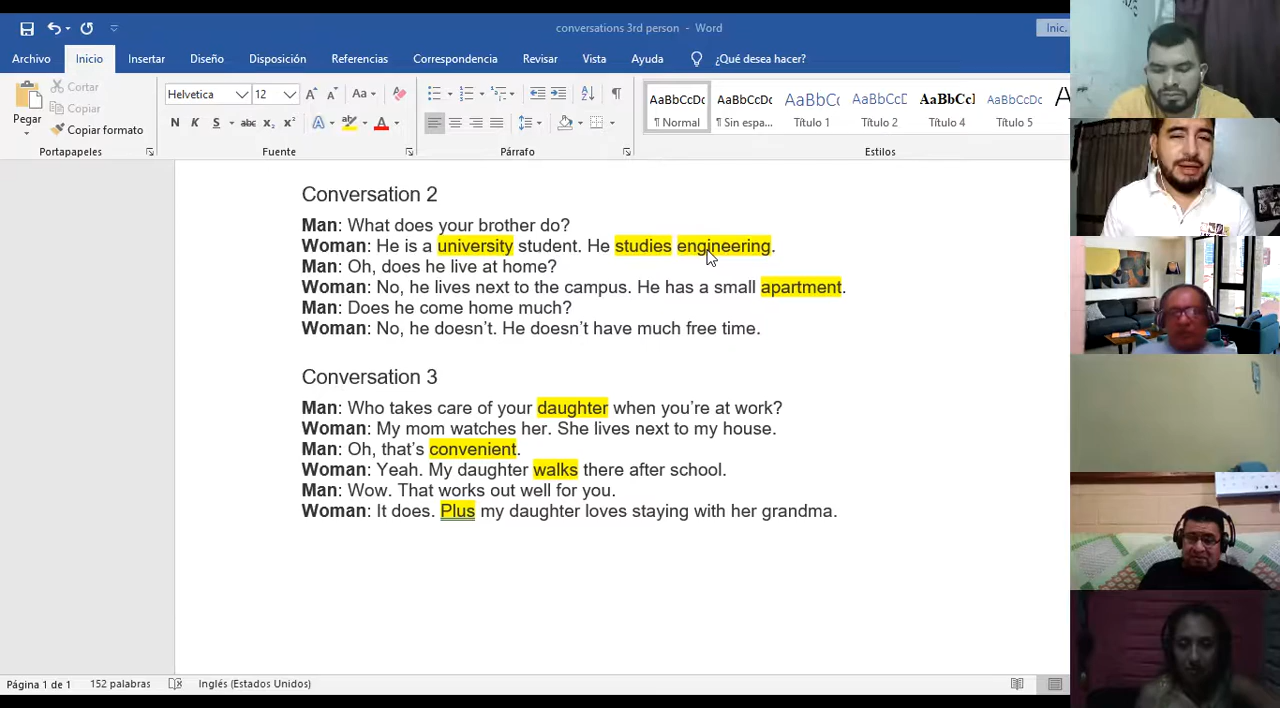 conversations 3rd person - Word
Inic.
Archivo Inicio Insertar Diseño Disposición Referencias Correspondencia Revisar Vista Ayuda ¿Qué desea hacer?
Pegar
Cortar
Copiar
Copiar formato
Portapapeles
Helvetica 12 Aa
N K S abc x₂ x² A A
Fuente
Párrafo
AaBbCcDc AaBbCcDc AaBbC AaBbCcD AaBbCc AaBbCcDc A
¶ Normal ¶ Sin espa... Título 1 Título 2 Título 4 Título 5
Estilos
Conversation 2
Man: What does your brother do?
Woman: He is a university student. He studies engineering.
Man: Oh, does he live at home?
Woman: No, he lives next to the campus. He has a small apartment.
Man: Does he come home much?
Woman: No, he doesn’t. He doesn’t have much free time.
Conversation 3
Man: Who takes care of your daughter when you’re at work?
Woman: My mom watches her. She lives next to my house.
Man: Oh, that’s convenient.
Woman: Yeah. My daughter walks there after school.
Man: Wow. That works out well for you.
Woman: It does. Plus my daughter loves staying with her grandma.
Página 1 de 1 152 palabras Inglés (Estados Unidos)